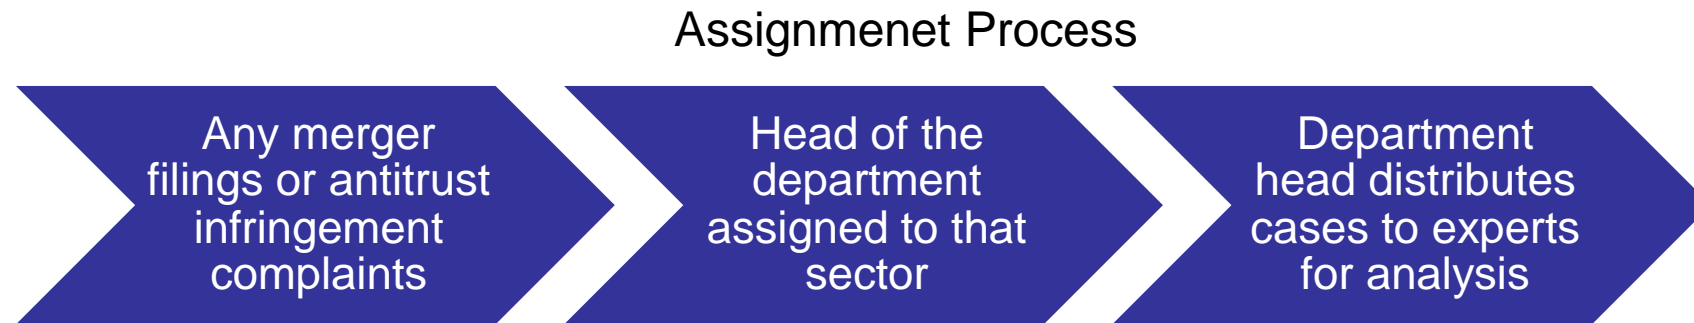 Assignmenet Process
Any merger
filings or antitrust
infringement
complaints
Head of the
department
assigned to that
sector
Department
head distributes
cases to experts
for analysis